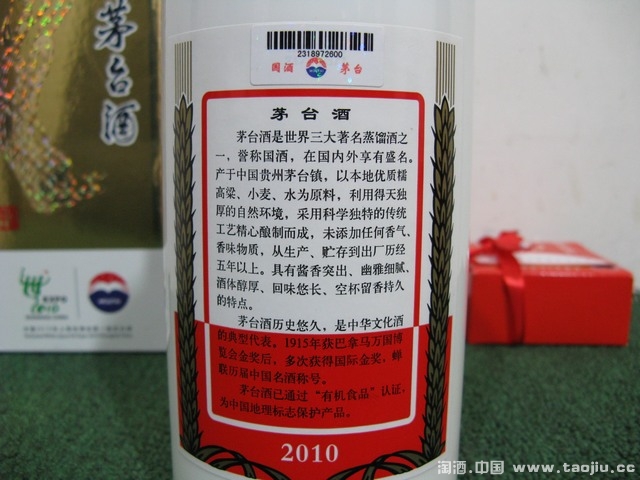 茅台酒
2318972600
国酒 茅台
茅台酒
茅台酒是世界三大著名蒸馏酒之
一，誉称国酒，在国内外享有盛名。
产于中国贵州茅台镇，以本地优质糯
高粱、小麦、水为原料，利用得天独
厚的自然环境，采用科学独特的传统
工艺精心酿制而成，未添加任何香气、
香味物质，从生产、贮存到出厂历经
五年以上。具有酱香突出、幽雅细腻、
酒体醇厚、回味悠长、空杯留香持久
的特点。
茅台酒历史悠久，是中华文化酒
的典型代表。1915年获巴拿马万国博
览会金奖后，多次获得国际金奖，蝉
联历届中国名酒称号。
茅台酒已通过“有机食品”认证，
为中国地理标志保护产品。
2010
淘酒.中国 www.taojiu.cc